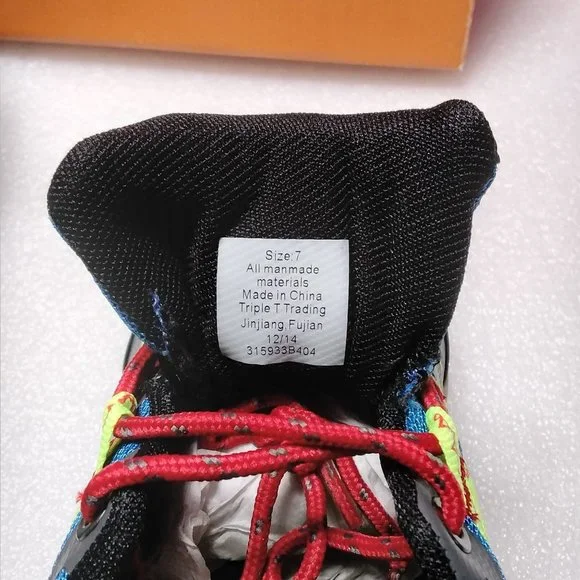 Size:7
All manmade
materials
Made in China
Triple T Trading
Jinjiang,Fujian
12/14
315933B404